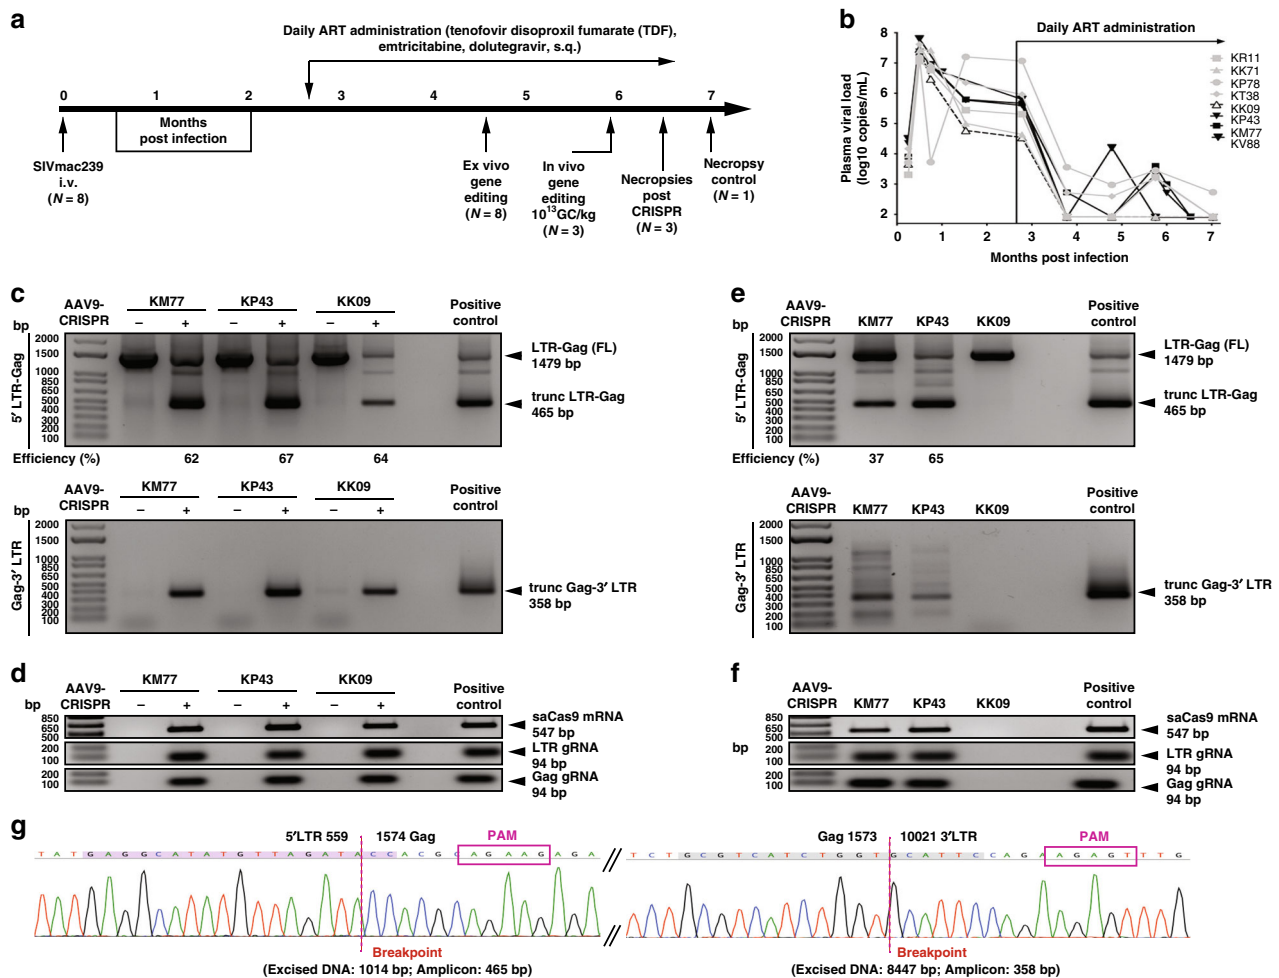 a
Daily ART administration (tenofovir disoproxil fumarate (TDF),
emtricitabine, dolutegravir, s.q.)
0 1 2 3 4 5 6 7
Months
post infection
SIVmac239
i.v.
(N = 8)
Ex vivo
gene
editing
(N = 8)
In vivo
gene
editing
10^13GC/kg
(N = 3)
Necropsies
post
CRISPR
(N = 3)
Necropsy
control
(N = 1)
b
Daily ART administration
Plasma viral load
(log10 copies/mL)
8
7
6
5
4
3
2
0 1 2 3 4 5 6 7
Months post infection
KR11
KK71
KP78
KT38
KK09
KP43
KM77
KV88
c
AAV9-
CRISPR
KM77 KP43 KK09
Positive
control
bp – + – + – +
5′ LTR-Gag
2000
1500
1000
850
650
500
400
300
200
100
LTR-Gag (FL)
1479 bp
trunc LTR-Gag
465 bp
Efficiency (%) 62 67 64
AAV9-
CRISPR
KM77 KP43 KK09
Positive
control
bp – + – + – +
Gag-3′ LTR
2000
1500
1000
850
650
500
400
300
200
100
trunc Gag-3′ LTR
358 bp
d
AAV9-
CRISPR
KM77 KP43 KK09
Positive
control
bp – + – + – +
850
650
500
saCas9 mRNA
547 bp
200
100
LTR gRNA
94 bp
200
100
Gag gRNA
94 bp
e
AAV9-
CRISPR
KM77 KP43 KK09
Positive
control
bp
5′ LTR-Gag
2000
1500
1000
850
650
500
400
300
200
100
LTR-Gag (FL)
1479 bp
trunc LTR-Gag
465 bp
Efficiency (%) 37 65
AAV9-
CRISPR
KM77 KP43 KK09
Positive
control
bp
Gag-3′ LTR
2000
1500
1000
850
650
500
400
300
200
100
trunc Gag-3′ LTR
358 bp
f
AAV9-
CRISPR
KM77 KP43 KK09
Positive
control
bp
850
650
500
saCas9 mRNA
547 bp
200
100
LTR gRNA
94 bp
200
100
Gag gRNA
94 bp
g
5′LTR 559 1574 Gag PAM
T A T G A G G C A T A T G T T A G A T A C C A C G C A G A A G A G A
Breakpoint
(Excised DNA: 1014 bp; Amplicon: 465 bp)
Gag 1573 10021 3′LTR PAM
T C T G C G T C A T C T G G T G C A T T C C A G A A G A G T T T G
Breakpoint
(Excised DNA: 8447 bp; Amplicon: 358 bp)